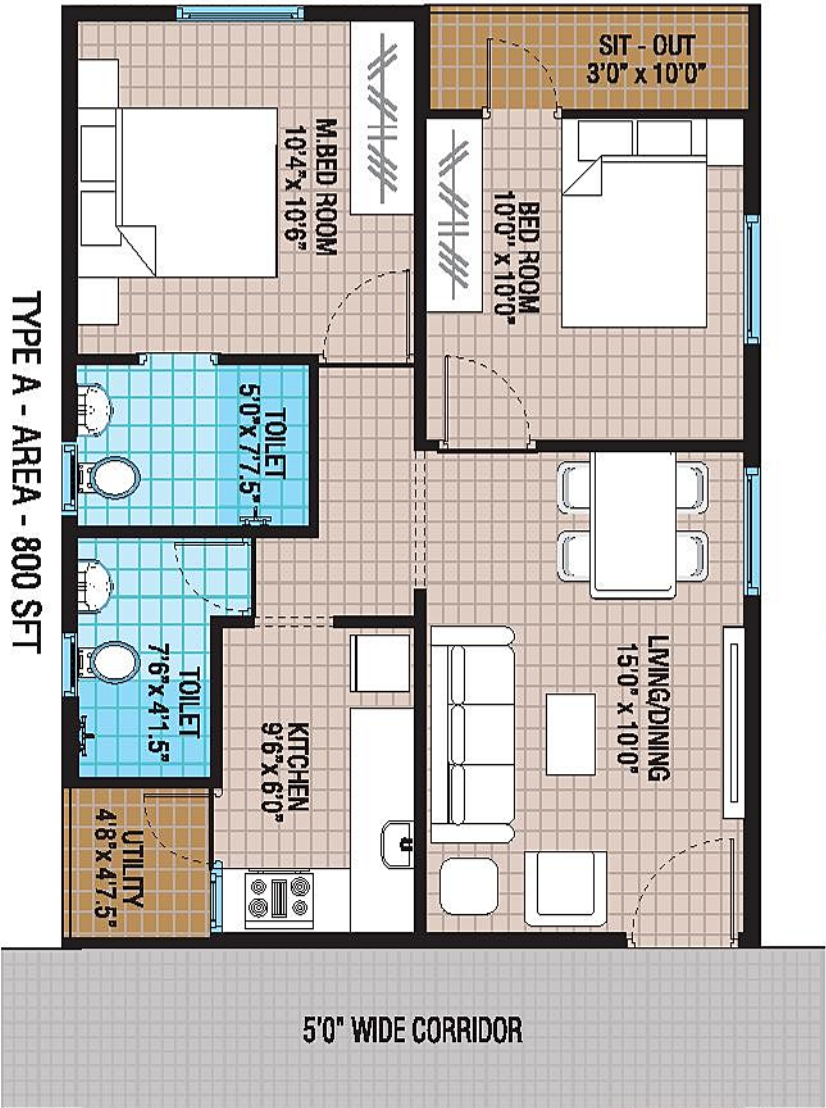 SIT - OUT
3'0" x 10'0"
M.BED ROOM
10'4"x 10'6"
BED ROOM
10'0" x 10'0"
TOILET
5'0"x 7'7.5"
TYPE A - AREA - 800 SFT
TOILET
7'6"x 4'1.5"
LIVING/DINING
15'0" x 10'0"
KITCHEN
9'6"x 6'0"
UTILITY
4'8"x 4'7.5"
5'0" WIDE CORRIDOR